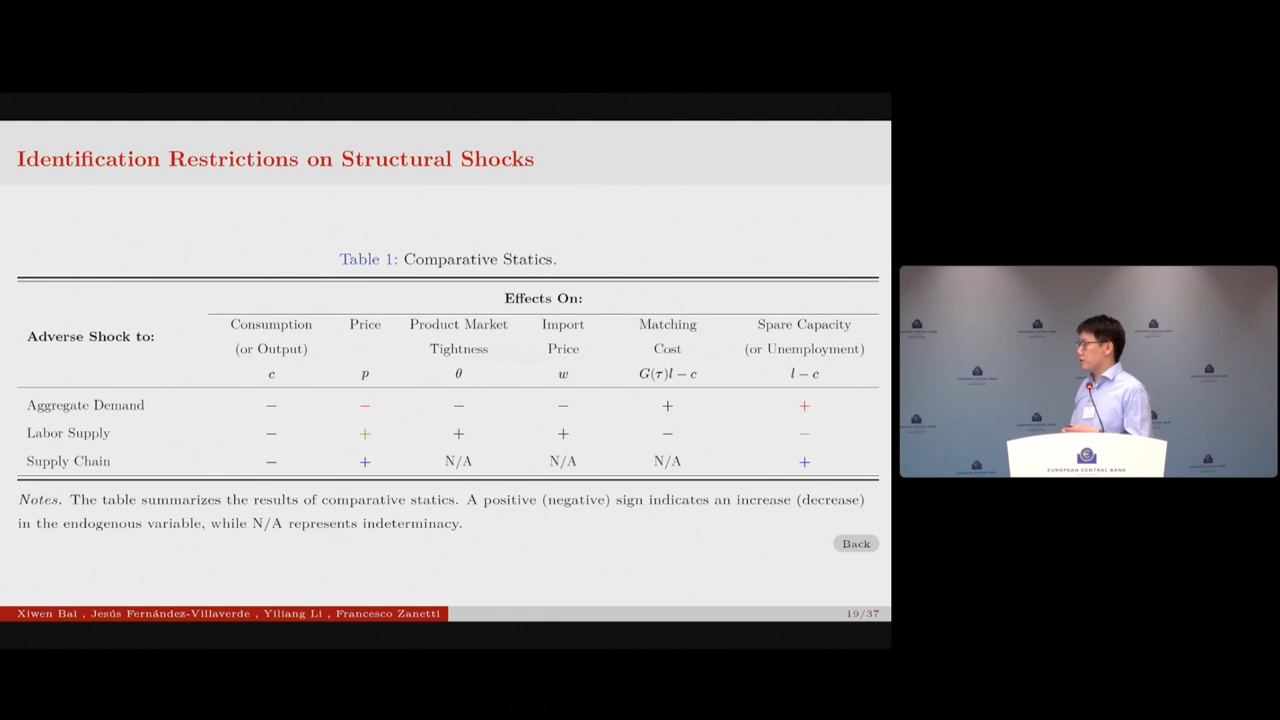 Identification Restrictions on Structural Shocks
Table 1: Comparative Statics.
Effects On:
Adverse Shock to:
Consumption Price Product Market Import Matching Spare Capacity
(or Output) Tightness Price Cost (or Unemployment)
c p θ w G(τ)l − c l − c
Aggregate Demand − − − − + +
Labor Supply − + + + − −
Supply Chain − + N/A N/A N/A +
Notes. The table summarizes the results of comparative statics. A positive (negative) sign indicates an increase (decrease)
in the endogenous variable, while N/A represents indeterminacy.
Back
Xiwen Bai , Jesús Fernández-Villaverde , Yiliang Li , Francesco Zanetti
19/37
EUROPEAN CENTRAL BANK